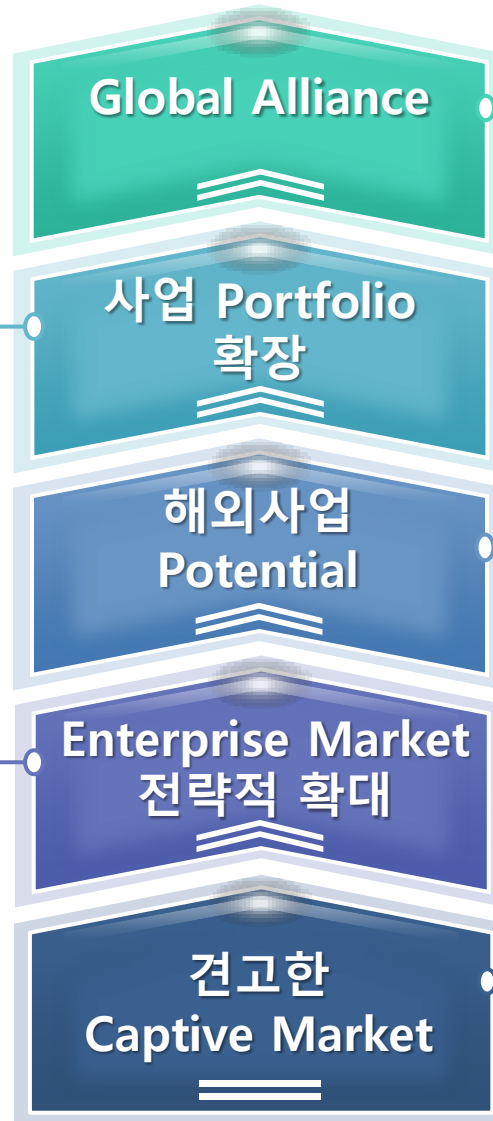 Global Alliance
사업 Portfolio
확장
해외사업
Potential
Enterprise Market
전략적 확대
견고한
Captive Market